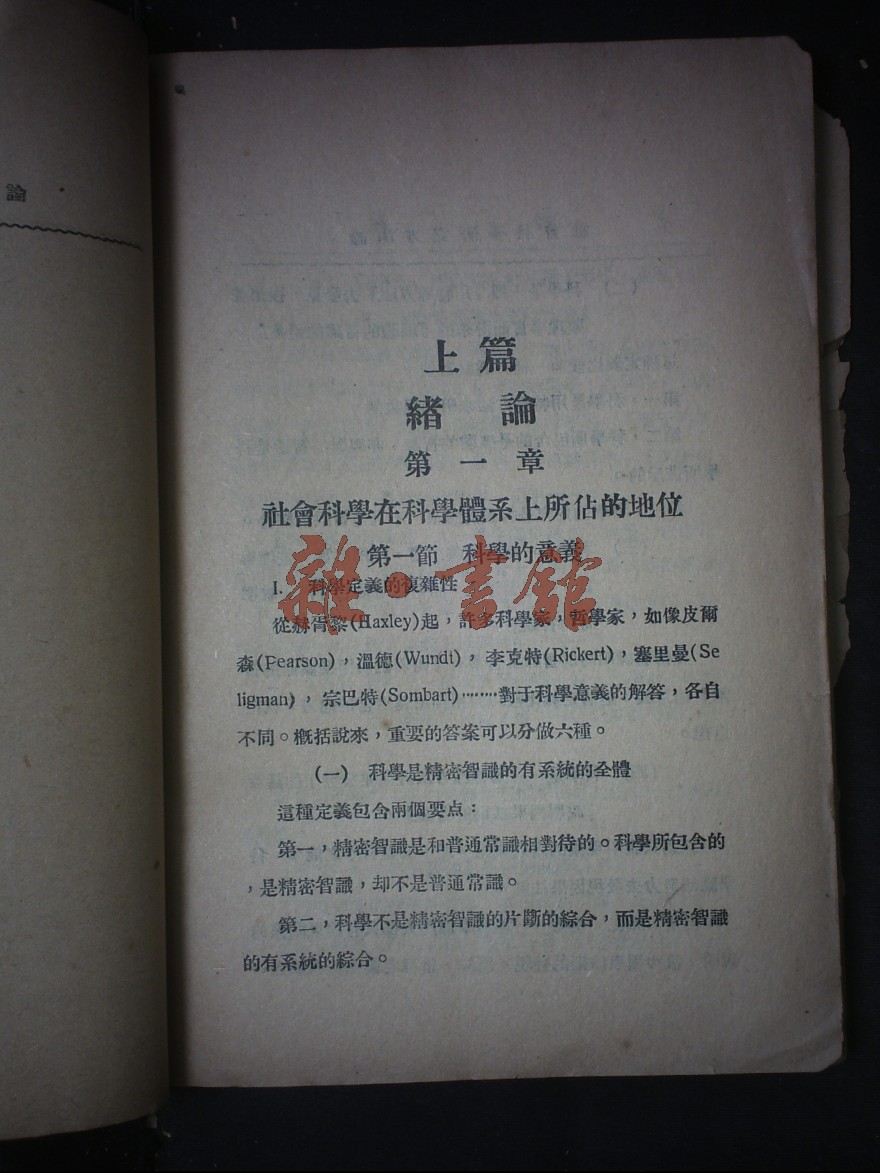 論
上篇
緒 論
第一章
社會科學在科學體系上所佔的地位
第一節 科學的意義
I. 科學定義的複雜性
從赫胥黎(Haxley)起，許多科學家，哲學家，如像皮爾
森(Pearson)，溫德(Wundt)，李克特(Rickert)，塞里曼(Se
ligman)，宗巴特(Sombart)………對于科學意義的解答，各自
不同。概括說來，重要的答案可以分做六種。
(一) 科學是精密智識的有系統的全體
這種定義包含兩個要点：
第一，精密智識是和普通常識相對待的。科學所包含的
，是精密智識，却不是普通常識。
第二，科學不是精密智識的片斷的綜合，而是精密智識
的有系統的綜合。
雜·書館